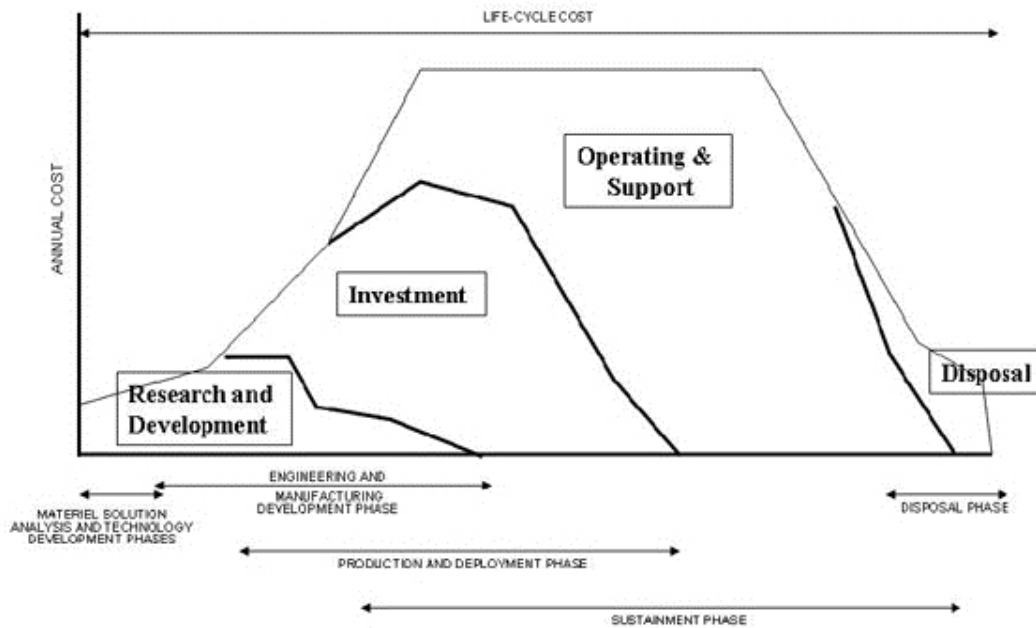 LIFE-CYCLE COST
ANNUAL COST
Operating &
Support
Investment
Research and
Development
Disposal
ENGINEERING AND
MANUFACTURING
DEVELOPMENT PHASE
MATERIEL SOLUTION
ANALYSIS AND TECHNOLOGY
DEVELOPMENT PHASES
DISPOSAL PHASE
PRODUCTION AND DEPLOYMENT PHASE
SUSTAINMENT PHASE